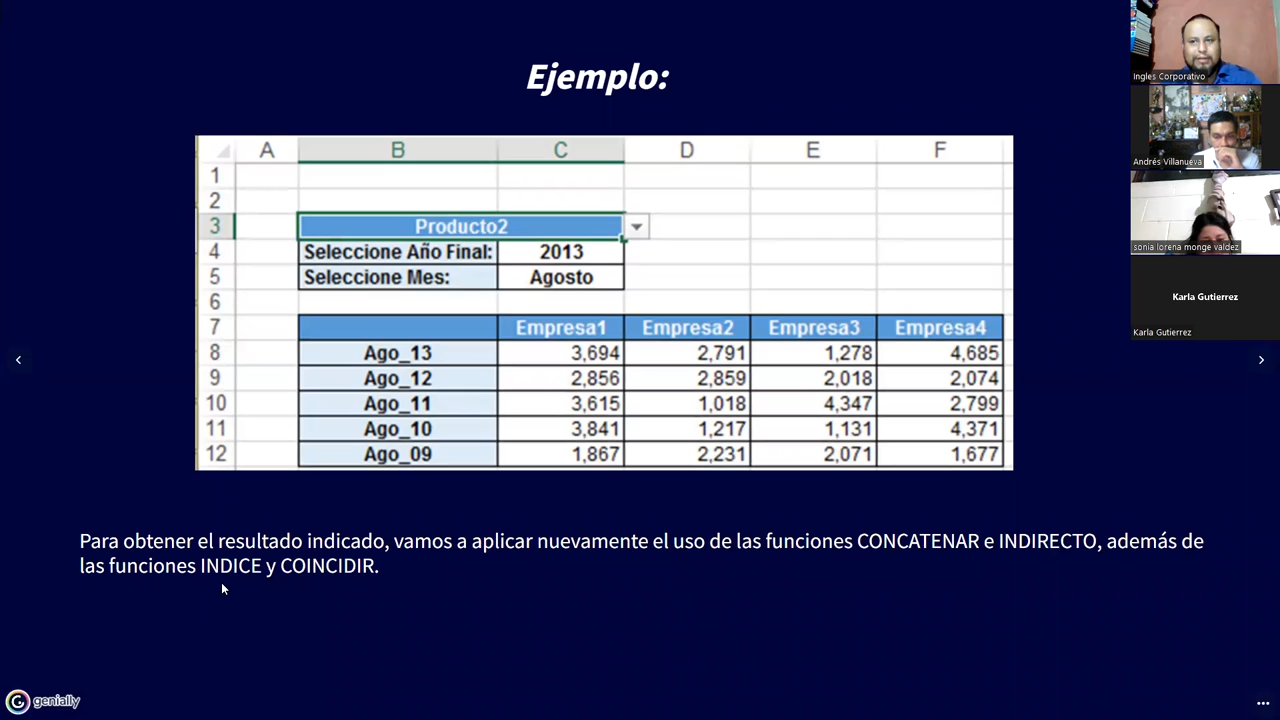 Ejemplo:
A B C D E F
1
2
3 Producto2
4 Seleccione Año Final: 2013
5 Seleccione Mes: Agosto
6
7 Empresa1 Empresa2 Empresa3 Empresa4
8 Ago_13 3,694 2,791 1,278 4,685
9 Ago_12 2,856 2,859 2,018 2,074
10 Ago_11 3,615 1,018 4,347 2,799
11 Ago_10 3,841 1,217 1,131 4,371
12 Ago_09 1,867 2,231 2,071 1,677
Para obtener el resultado indicado, vamos a aplicar nuevamente el uso de las funciones CONCATENAR e INDIRECTO, además de
las funciones INDICE y COINCIDIR.
genially
Ingles Corporativo
Andrés Villanueva
sonia lorena monge valdez
Karla Gutierrez
Karla Gutierrez